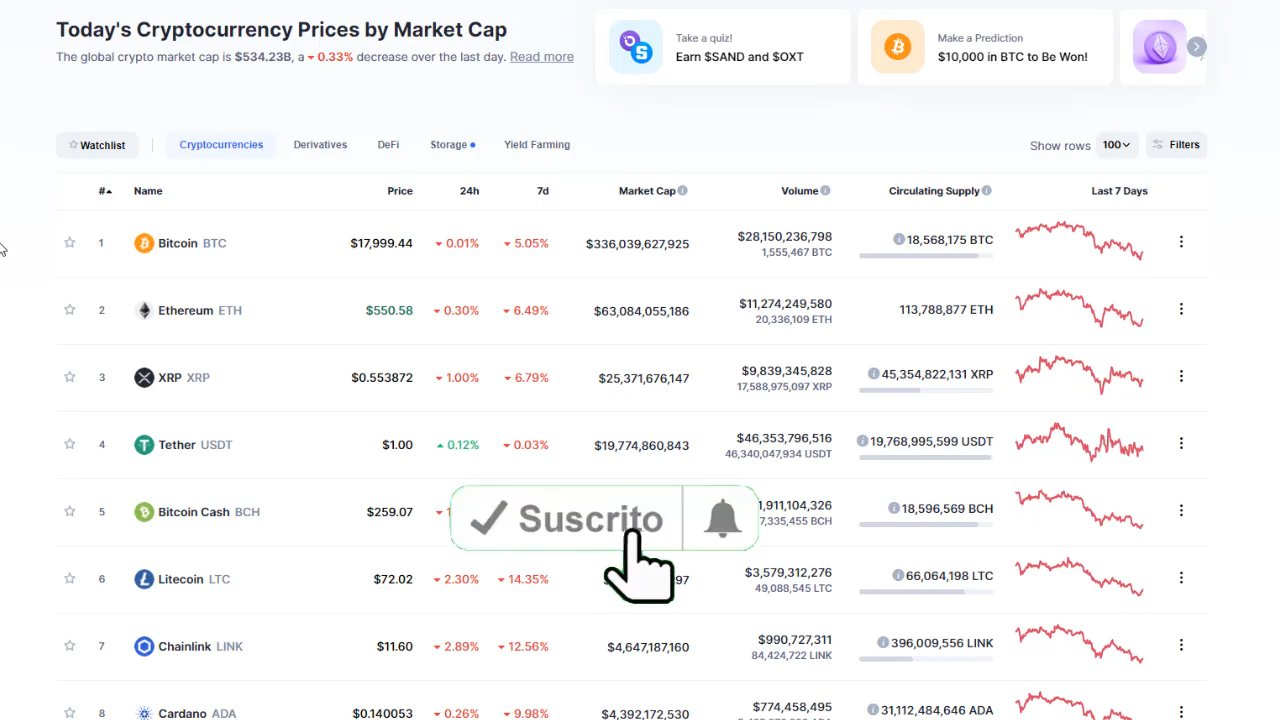 Today's Cryptocurrency Prices by Market Cap
The global crypto market cap is $534.23B, a 0.33% decrease over the last day. Read more
Take a quiz!
Earn $SAND and $OXT
Make a Prediction
$10,000 in BTC to Be Won!
Watchlist Cryptocurrencies Derivatives DeFi Storage Yield Farming Show rows 100 Filters
# Name Price 24h 7d Market Cap Volume Circulating Supply Last 7 Days
1 Bitcoin BTC $17,999.44 0.01% 5.05% $336,039,627,925 $28,150,236,798 18,568,175 BTC
1,555,467 BTC
2 Ethereum ETH $550.58 0.30% 6.49% $63,084,055,186 $11,274,249,580 113,788,877 ETH
20,336,109 ETH
3 XRP XRP $0.553872 1.00% 6.79% $25,371,676,147 $9,839,345,828 45,354,822,131 XRP
17,588,975,097 XRP
4 Tether USDT $1.00 0.12% 0.03% $19,774,860,843 $46,353,796,516 19,768,995,599 USDT
46,340,047,934 USDT
5 Bitcoin Cash BCH $259.07 1,911,104,326 18,596,569 BCH
7,335,455 BCH
Suscrito
6 Litecoin LTC $72.02 2.30% 14.35% 97 $3,579,312,276 66,064,198 LTC
49,088,545 LTC
7 Chainlink LINK $11.60 2.89% 12.56% $4,647,187,160 $990,727,311 396,009,556 LINK
84,424,722 LINK
8 Cardano ADA $0.140053 0.26% 9.98% $4,392,172,530 $774,458,495 31,112,484,646 ADA